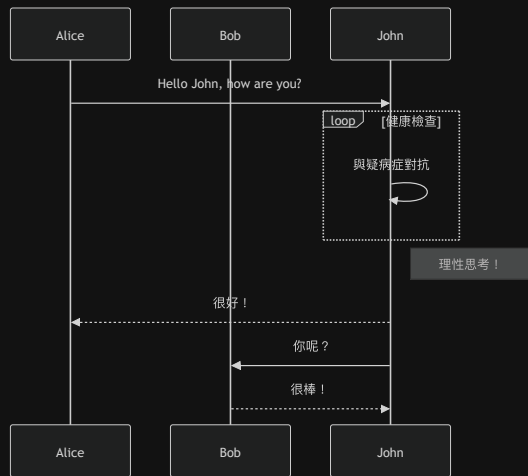 Alice
Bob
John
Hello John, how are you?
loop
[健康檢查]
與疑病症對抗
理性思考！
很好！
你呢？
很棒！
Alice
Bob
John